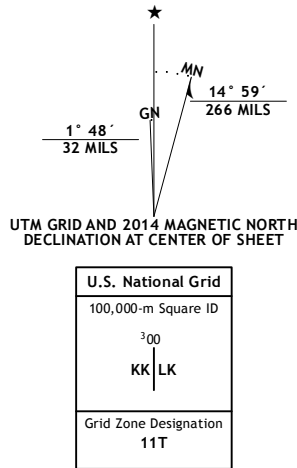 MN
GN
14° 59´
266 MILS
1° 48´
32 MILS
UTM GRID AND 2014 MAGNETIC NORTH
DECLINATION AT CENTER OF SHEET
U.S. National Grid
100,000-m Square ID
³00
KK LK
Grid Zone Designation
11T